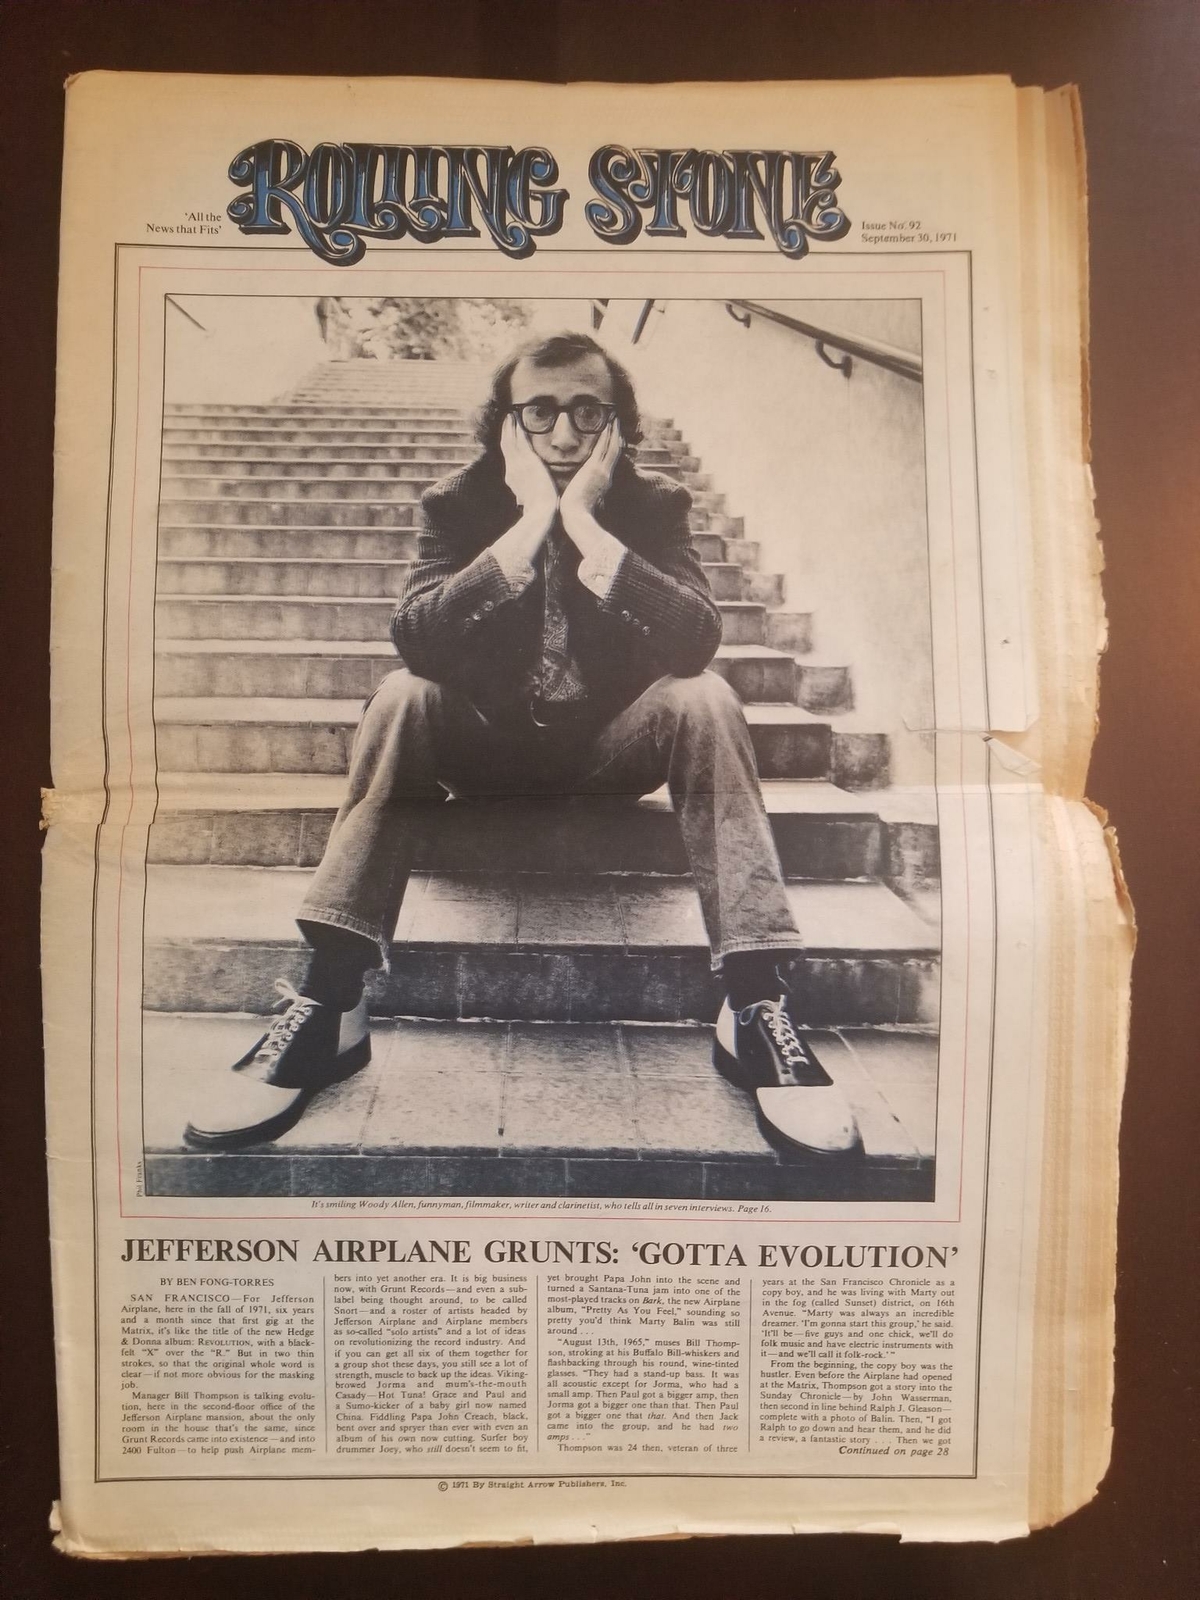 ROLLING STONE
'All the
News that Fits'
Issue No. 92
September 30, 1971
Phil Franks
It's smiling Woody Allen, funnyman, filmmaker, writer and clarinetist, who tells all in seven interviews. Page 16.
JEFFERSON AIRPLANE GRUNTS: 'GOTTA EVOLUTION'
BY BEN FONG-TORRES
SAN FRANCISCO—For Jefferson
Airplane, here in the fall of 1971, six years
and a month since that first gig at the
Matrix, it's like the title of the new Hedge
& Donna album: REVOLUTION, with a black-
felt "X" over the "R." But in two thin
strokes, so that the original whole word is
clear—if not more obvious for the masking
job.
Manager Bill Thompson is talking evolu-
tion, here in the second-floor office of the
Jefferson Airplane mansion, about the only
room in the house that's the same, since
Grunt Records came into existence—and into
2400 Fulton—to help push Airplane mem-
bers into yet another era. It is big business
now, with Grunt Records—and even a sub-
label being thought around, to be called
Snort—and a roster of artists headed by
Jefferson Airplane and Airplane members
as so-called "solo artists" and a lot of ideas
on revolutionizing the record industry. And
if you can get all six of them together for
a group shot these days, you still see a lot of
strength, muscle to back up the ideas. Viking-
browed Jorma and mum's-the-mouth
Casady—Hot Tuna! Grace and Paul and
a Sumo-kicker of a baby girl now named
China. Fiddling Papa John Creach, black,
bent over and spryer than ever with even an
album of his own now cutting. Surfer boy
drummer Joey, who still doesn't seem to fit,
yet brought Papa John into the scene and
turned a Santana-Tuna jam into one of the
most-played tracks on Bark, the new Airplane
album, "Pretty As You Feel," sounding so
pretty you'd think Marty Balin was still
around . . .
"August 13th, 1965," muses Bill Thomp-
son, stroking at his Buffalo Bill-whiskers and
flashbacking through his round, wine-tinted
glasses. "They had a stand-up bass. It was
all acoustic except for Jorma, who had a
small amp. Then Paul got a bigger amp, then
Jorma got a bigger one than that. Then Paul
got a bigger one that that. And then Jack
came into the group, and he had two
amps . . ."
Thompson was 24 then, veteran of three
years at the San Francisco Chronicle as a
copy boy, and he was living with Marty out
in the fog (called Sunset) district, on 16th
Avenue. "Marty was always an incredible
dreamer. 'I'm gonna start this group,' he said.
'It'll be—five guys and one chick, we'll do
folk music and have electric instruments with
it—and we'll call it folk-rock.' "
From the beginning, the copy boy was the
hustler. Even before the Airplane had opened
at the Matrix, Thompson got a story into the
Sunday Chronicle—by John Wasserman,
then second in line behind Ralph J. Gleason—
complete with a photo of Balin. Then, "I got
Ralph to go down and hear them, and he did
a review, a fantastic story . . . Then we got
Continued on page 28
© 1971 By Straight Arrow Publishers, Inc.